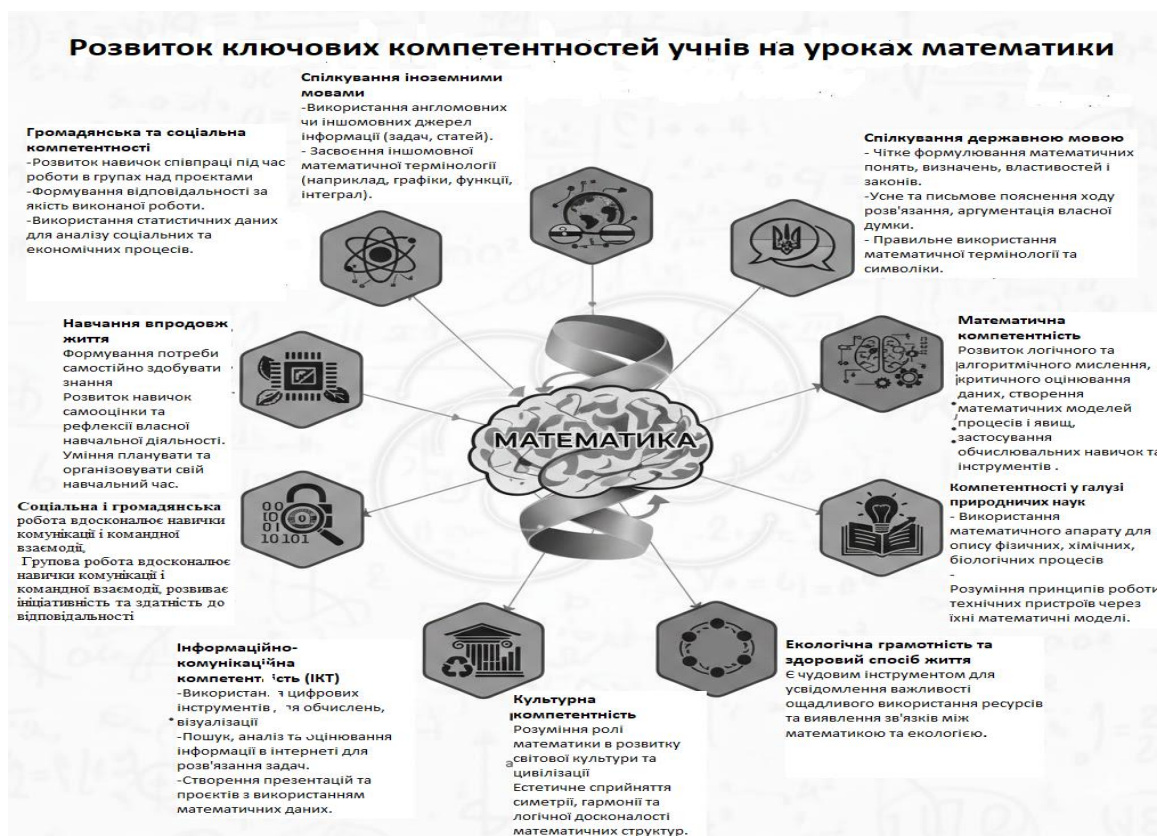 Розвиток ключових компетентностей учнів на уроках математики
Спілкування іноземними
мовами
-Використання англомовних
чи іншомовних джерел
інформації (задач, статей).
- Засвоєння іншомовної
математичної термінології
(наприклад, графіки, функції,
інтеграл).
Громадянська та соціальна
компетентності
-Розвиток навичок співпраці під час
роботи в групах над проєктами
-Формування відповідальності за
якість виконаної роботи.
-Використання статистичних даних
для аналізу соціальних та
економічних процесів.
Спілкування державною мовою
- Чітке формулювання математичних
понять, визначень, властивостей і
законів.
-Усне та письмове пояснення ходу
розв'язання, аргументація власної
думки.
- Правильне використання
математичної термінології та
символіки.
Навчання впродовж
життя
Формування потреби
самостійно здобувати
знання
Розвиток навичок
самооцінки та
рефлексії власної
навчальної діяльності.
Уміння планувати та
організовувати свій
навчальний час.
Математична
компетентність
Розвиток логічного та
алгоритмічного мислення,
критичного оцінювання
даних, створення
математичних моделей
процесів і явищ,
застосування
обчислювальних навичок та
інструментів .
МАТЕМАТИКА
Соціальна і громадянська
робота вдосконалює навички
комунікації і командної
взаємодії,
Групова робота вдосконалює
навички комунікації і
командної взаємодії, розвиває
ініціативність та здатність до
відповідальності
00
10
01
10 101
Компетентності у галузі
природничих наук
- Використання
математичного апарату для
опису фізичних, хімічних,
біологічних процесів
-
Розуміння принципів роботи
технічних пристроїв через
їхні математичні моделі.
Інформаційно-
комунікаційна
(ІКТ)
цифрових
інструментів обчислень,
візуалізації
-Пошук, аналіз та оцінювання
інформації в інтернеті для
розв'язання задач.
-Створення презентацій та
проєктів з використанням
математичних даних.
Культурна
компетентність
Розуміння ролі
математики в розвитку
світової культури та
цивілізації
Естетичне сприйняття
симетрії, гармонії та
логічної досконалості
математичних структур.
Екологічна грамотність та
здоровий спосіб життя
Є чудовим інструментом для
усвідомлення важливості
ощадливого використання ресурсів
та виявлення зв'язків між
математикою та екологією.